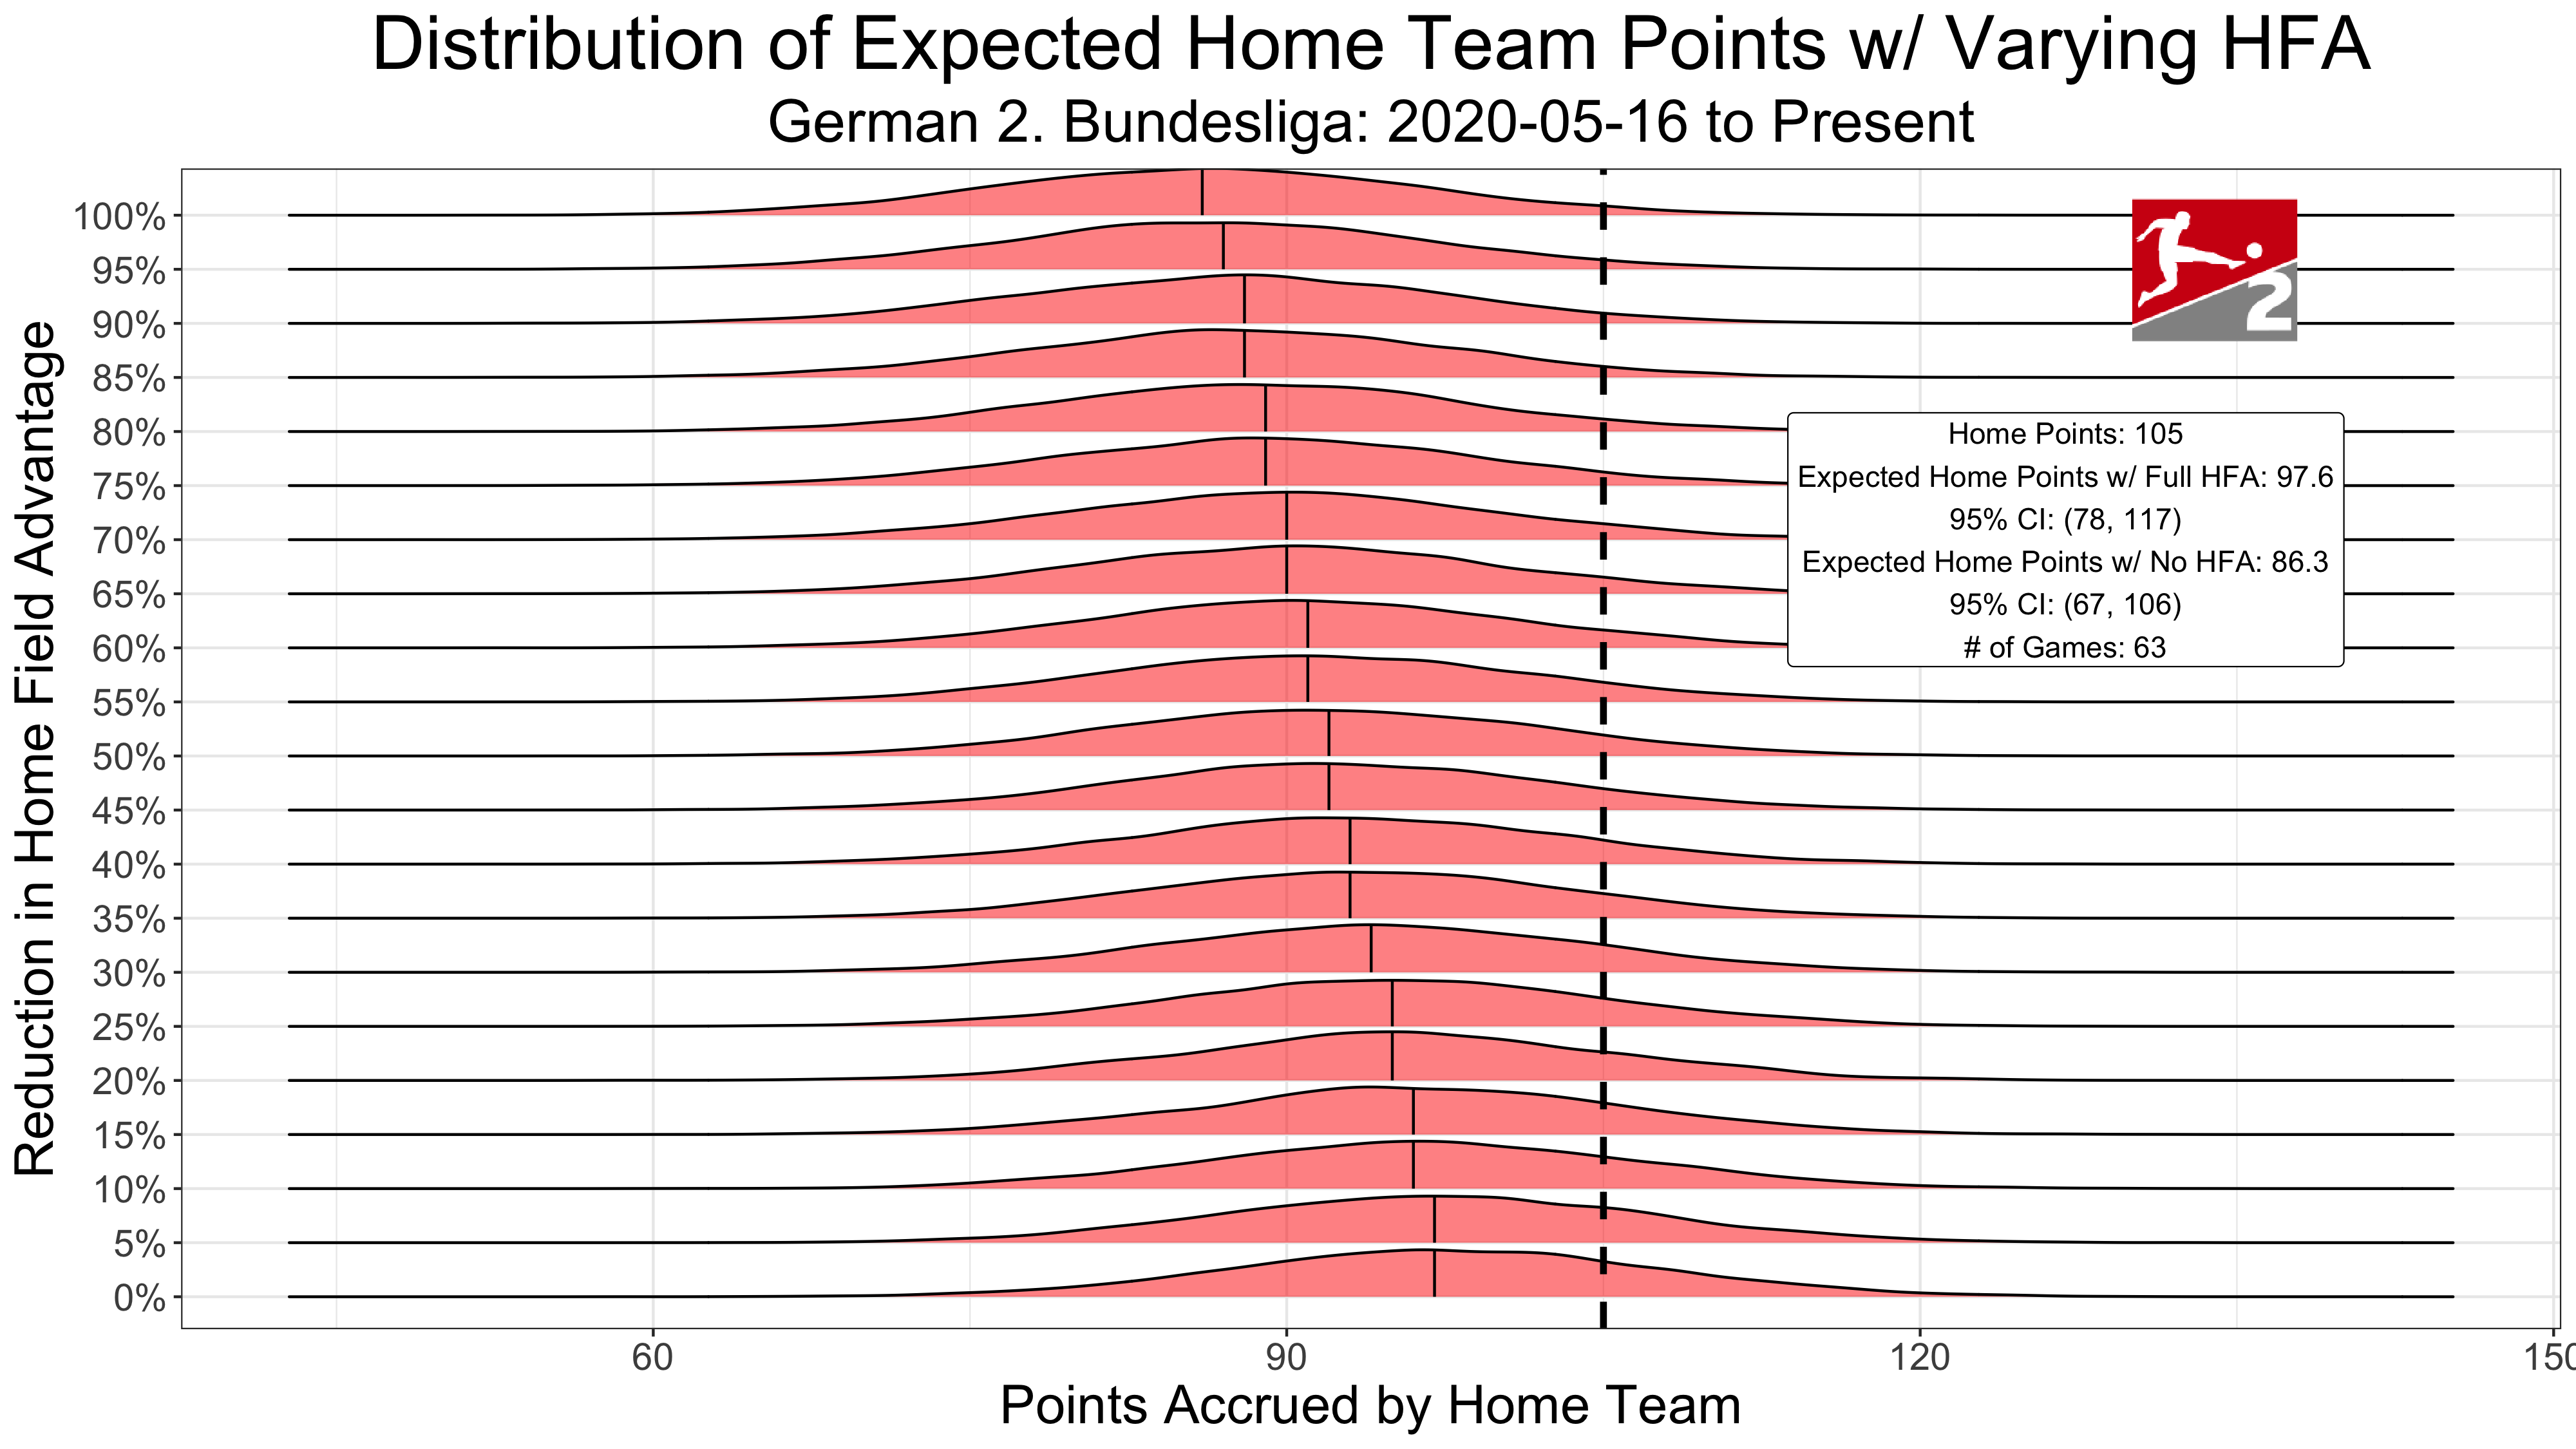 Distribution of Expected Home Team Points w/ Varying HFA
German 2. Bundesliga: 2020-05-16 to Present
Reduction in Home Field Advantage
100%
95%
90%
85%
80%
75%
70%
65%
60%
55%
50%
45%
40%
35%
30%
25%
20%
15%
10%
5%
0%
2
Home Points: 105
Expected Home Points w/ Full HFA: 97.6
95% CI: (78, 117)
Expected Home Points w/ No HFA: 86.3
95% CI: (67, 106)
# of Games: 63
60 90 120 150
Points Accrued by Home Team